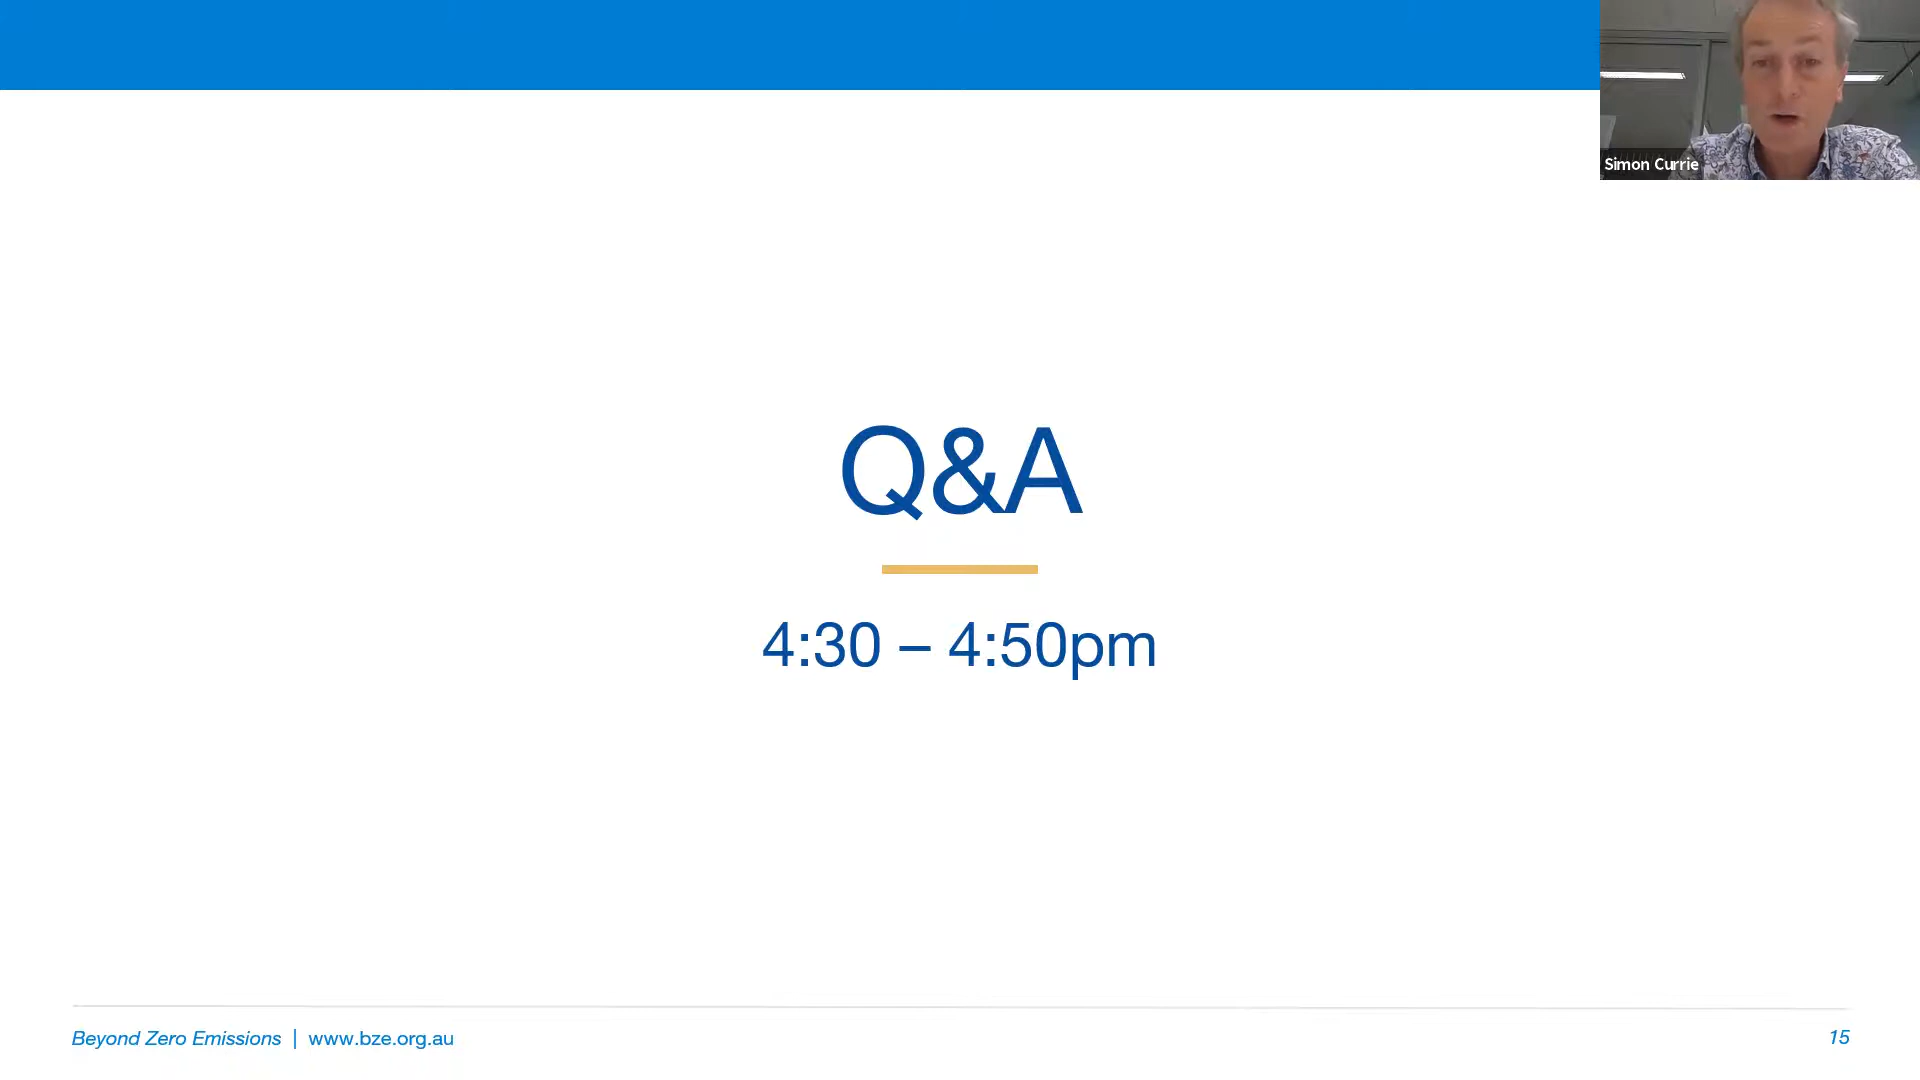 Simon Currie
Q&A
4:30 – 4:50pm
Beyond Zero Emissions | www.bze.org.au
15